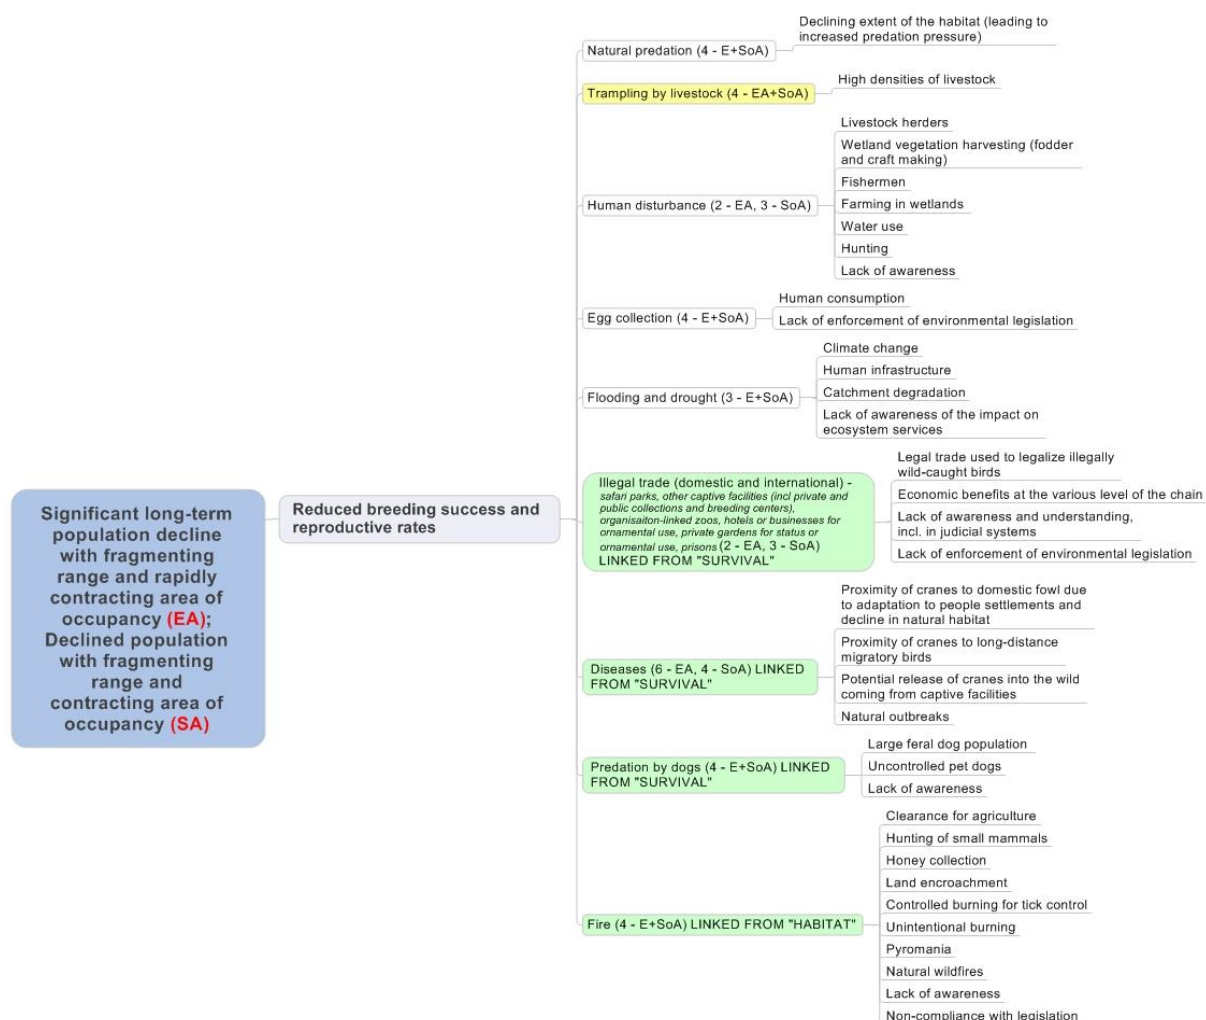 Significant long-term
population decline
with fragmenting
range and rapidly
contracting area of
occupancy (EA);
Declined population
with fragmenting
range and
contracting area of
occupancy (SA)
Reduced breeding success and
reproductive rates
Natural predation (4 - E+SoA)
Declining extent of the habitat (leading to
increased predation pressure)
Trampling by livestock (4 - EA+SoA)
High densities of livestock
Human disturbance (2 - EA, 3 - SoA)
Livestock herders
Wetland vegetation harvesting (fodder
and craft making)
Fishermen
Farming in wetlands
Water use
Hunting
Lack of awareness
Egg collection (4 - E+SoA)
Human consumption
Lack of enforcement of environmental legislation
Flooding and drought (3 - E+SoA)
Climate change
Human infrastructure
Catchment degradation
Lack of awareness of the impact on
ecosystem services
Illegal trade (domestic and international) -
safari parks, other captive facilities (incl private and
public collections and breeding centers),
organisaiton-linked zoos, hotels or businesses for
ornamental use, private gardens for status or
ornamental use, prisons (2 - EA, 3 - SoA)
LINKED FROM "SURVIVAL"
Legal trade used to legalize illegally
wild-caught birds
Economic benefits at the various level of the chain
Lack of awareness and understanding,
incl. in judicial systems
Lack of enforcement of environmental legislation
Diseases (6 - EA, 4 - SoA) LINKED
FROM "SURVIVAL"
Proximity of cranes to domestic fowl due
to adaptation to people settlements and
decline in natural habitat
Proximity of cranes to long-distance
migratory birds
Potential release of cranes into the wild
coming from captive facilities
Natural outbreaks
Predation by dogs (4 - E+SoA) LINKED
FROM "SURVIVAL"
Large feral dog population
Uncontrolled pet dogs
Lack of awareness
Fire (4 - E+SoA) LINKED FROM "HABITAT"
Clearance for agriculture
Hunting of small mammals
Honey collection
Land encroachment
Controlled burning for tick control
Unintentional burning
Pyromania
Natural wildfires
Lack of awareness
Non-compliance with legislation